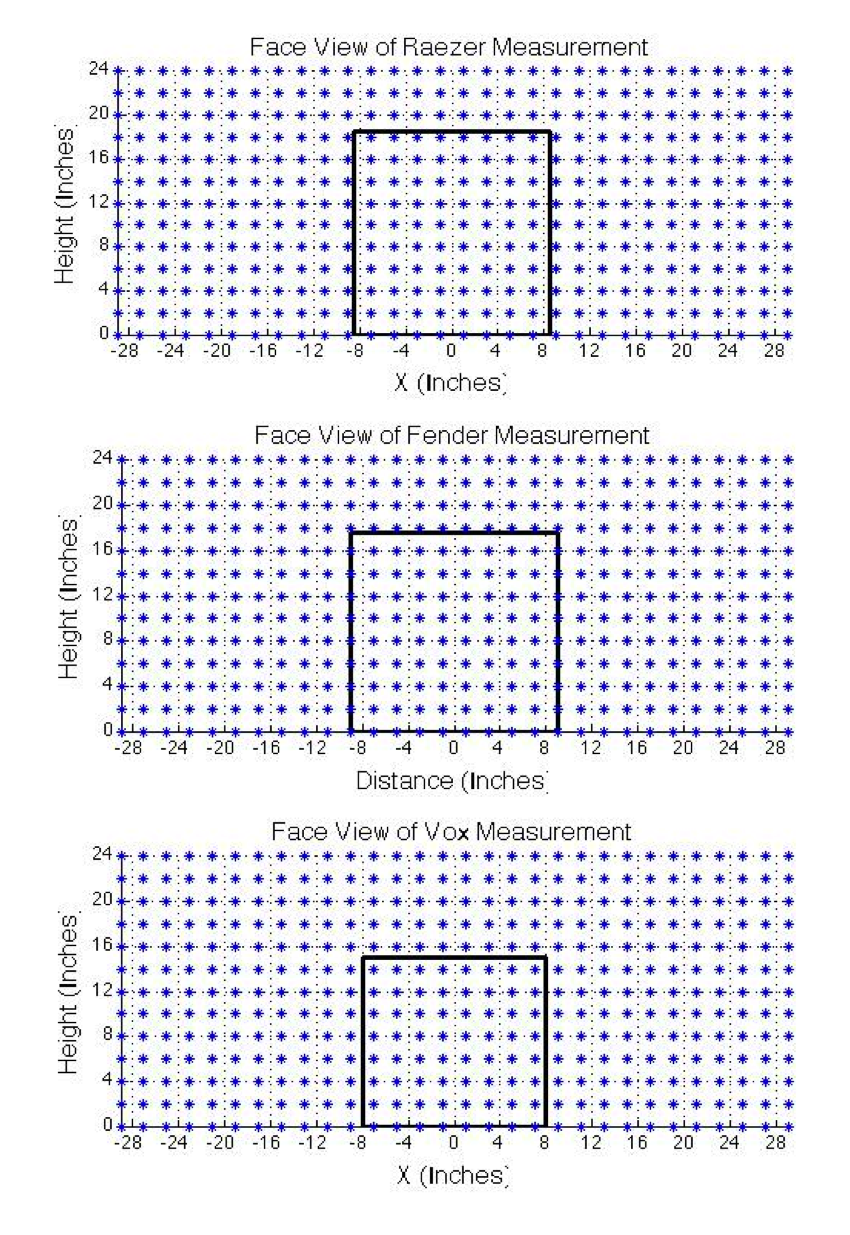 Face View of Raezer Measurement
24
20
16
12
8
4
0
Height (Inches)
-28 -24 -20 -16 -12 -8 -4 0 4 8 12 16 20 24 28
X (Inches)
Face View of Fender Measurement
24
20
16
12
8
4
0
Height (Inches)
-28 -24 -20 -16 -12 -8 -4 0 4 8 12 16 20 24 28
Distance (Inches)
Face View of Vox Measurement
24
20
16
12
8
4
0
Height (Inches)
-28 -24 -20 -16 -12 -8 -4 0 4 8 12 16 20 24 28
X (Inches)